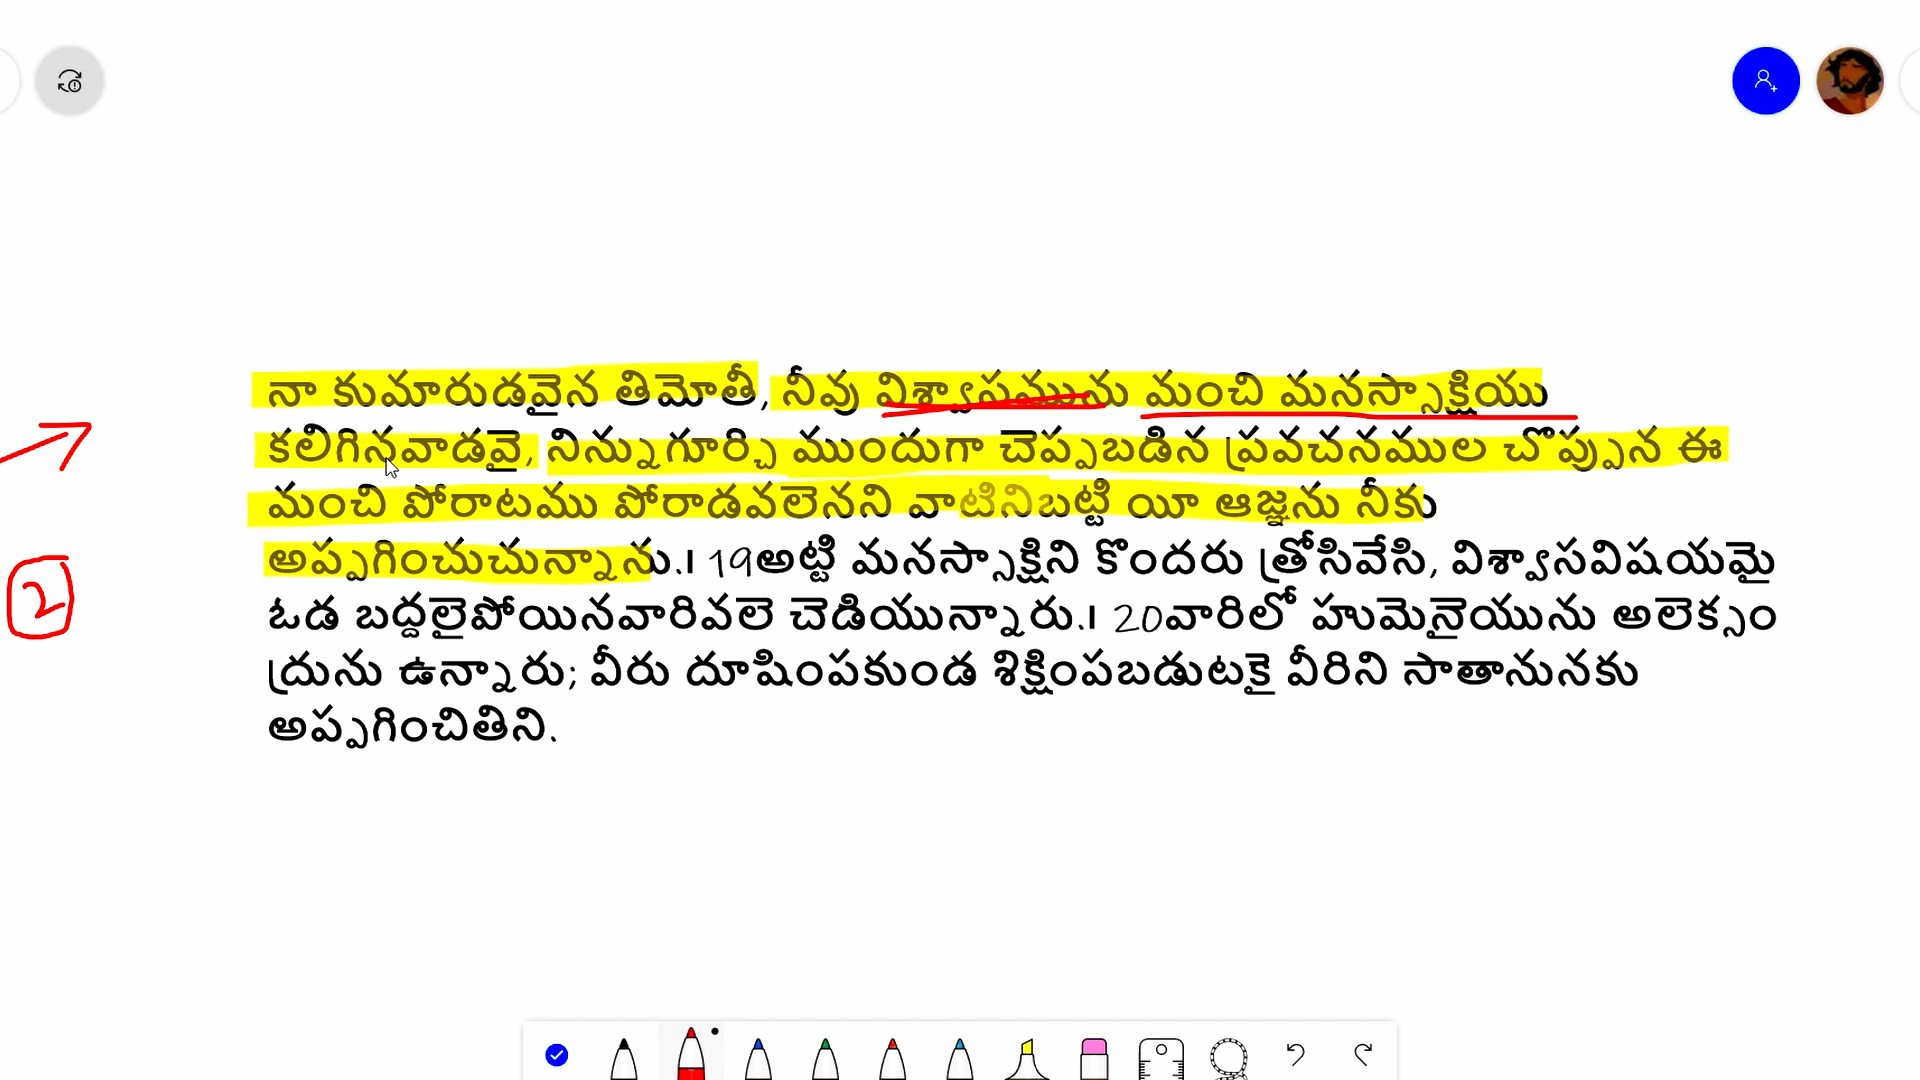 నా కుమారుడవైన తిమోతీ, నీవు విశ్వాసమును మంచి మనస్సాక్షియు
కలిగినవాడవై, నిన్నుగూర్చి ముందుగా చెప్పబడిన ప్రవచనముల చొప్పున ఈ
మంచి పోరాటము పోరాడవలెనని వాటినిబట్టి యీ ఆజ్ఞను నీకు
అప్పగించుచున్నాను.। 19అట్టి మనస్సాక్షిని కొందరు త్రోసివేసి, విశ్వాసవిషయమై
2
ఓడ బద్దలైపోయినవారివలె చెడియున్నారు.। 20వారిలో హుమెనైయును అలెక్సం
ద్రును ఉన్నారు; వీరు దూషింపకుండ శిక్షింపబడుటకై వీరిని సాతానునకు
అప్పగించితిని.